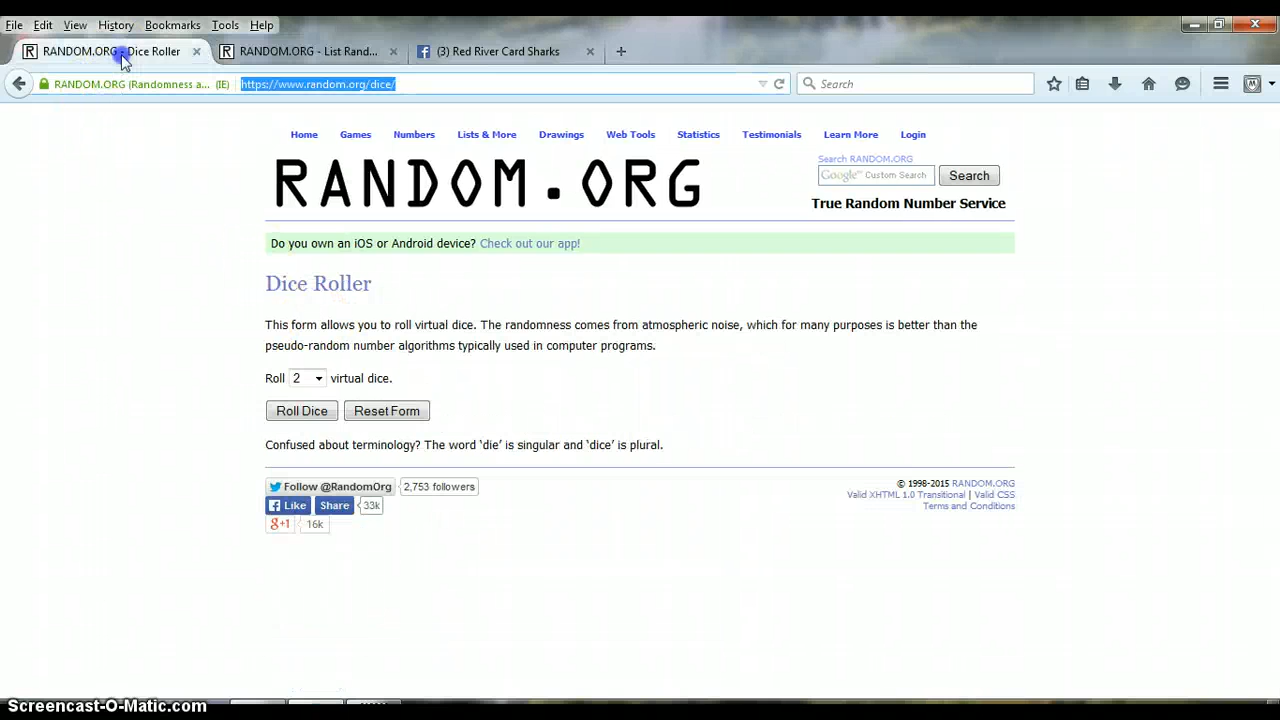 File Edit View History Bookmarks Tools Help
RANDOM.ORG - Dice Roller RANDOM.ORG - List Rand... (3) Red River Card Sharks
RANDOM.ORG (Randomness a... (IE) https://www.random.org/dice/ Search
Home Games Numbers Lists & More Drawings Web Tools Statistics Testimonials Learn More Login
Search RANDOM.ORG
RANDOM.ORG
Google™ Custom Search Search
True Random Number Service
Do you own an iOS or Android device? Check out our app!
Dice Roller
This form allows you to roll virtual dice. The randomness comes from atmospheric noise, which for many purposes is better than the
pseudo-random number algorithms typically used in computer programs.
Roll 2 virtual dice.
Roll Dice Reset Form
Confused about terminology? The word ‘die’ is singular and ‘dice’ is plural.
Follow @RandomOrg 2,753 followers
Like Share 33k
g+1 16k
© 1998-2015 RANDOM.ORG
Valid XHTML 1.0 Transitional | Valid CSS
Terms and Conditions
Screencast-O-Matic.com